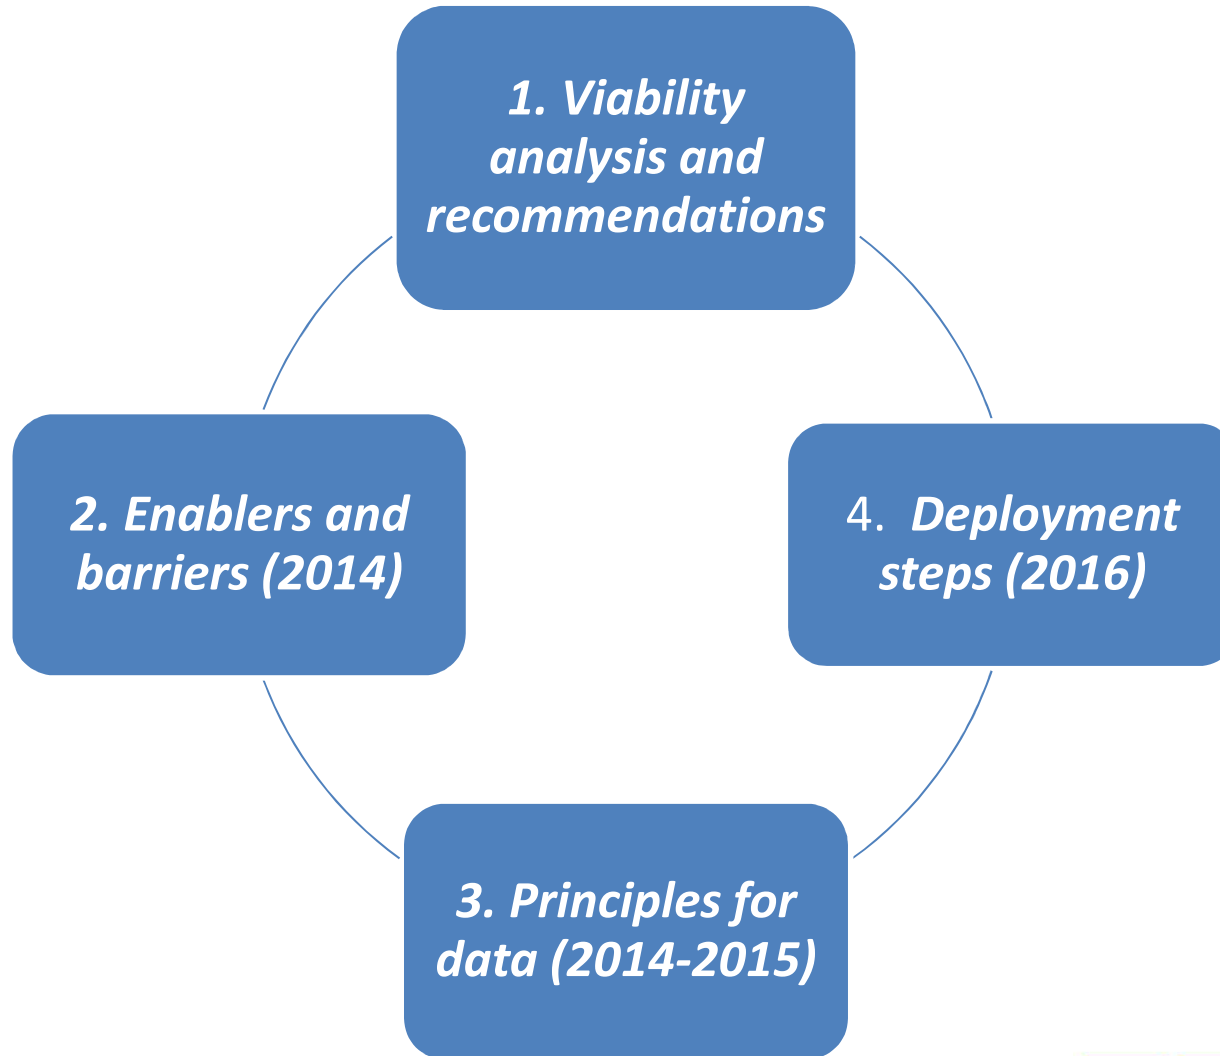 1. Viability
analysis and
recommendations
2. Enablers and
barriers (2014)
4. Deployment
steps (2016)
3. Principles for
data (2014-2015)